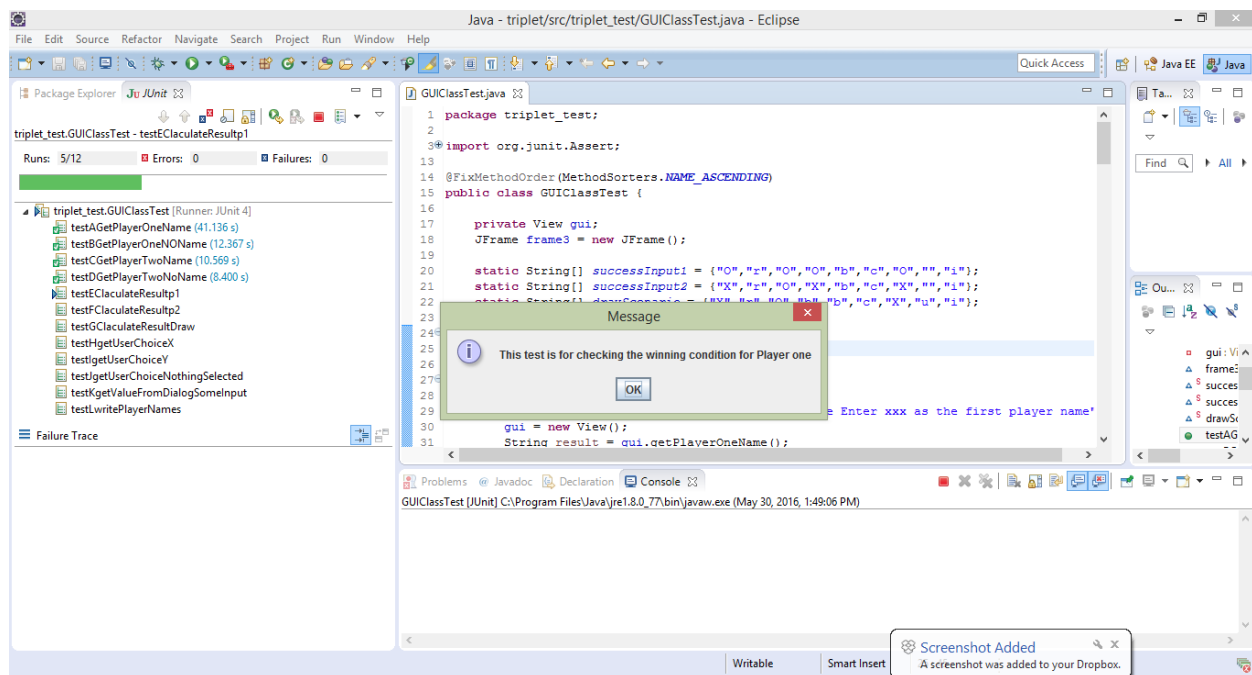 Java - triplet/src/triplet_test/GUIClassTest.java - Eclipse
File Edit Source Refactor Navigate Search Project Run Window Help
Quick Access
Java EE
Java
Package Explorer
Ju JUnit
triplet_test.GUIClassTest - testEClaculateResultp1
Runs: 5/12
Errors: 0
Failures: 0
triplet_test.GUIClassTest [Runner: JUnit 4]
testAGetPlayerOneName (41.136 s)
testBGetPlayerOneNOName (12.367 s)
testCGetPlayerTwoName (10.569 s)
testDGetPlayerTwoNoName (8.400 s)
testEClaculateResultp1
testFClaculateResultp2
testGClaculateResultDraw
testHgetUserChoiceX
testIgetUserChoiceY
testJgetUserChoiceNothingSelected
testKgetValueFromDialogSomeInput
testLwritePlayerNames
Failure Trace
GUIClassTest.java
1 package triplet_test;
2
3 import org.junit.Assert;
13
14 @FixMethodOrder(MethodSorters.NAME_ASCENDING)
15 public class GUIClassTest {
16
17 private View gui;
18 JFrame frame3 = new JFrame();
19
20 static String[] successInput1 = {"O","r","O","O","b","c","O","","i"};
21 static String[] successInput2 = {"X","r","O","X","b","c","X","","i"};
22 static String[] drawScenario = {"X","r","O","b","b","c","X","u","i"};
23
24
25
26
27
28
29 e Enter xxx as the first player name"
30 gui = new View();
31 String result = gui.getPlayerOneName();
Message
This test is for checking the winning condition for Player one
OK
Ta...
Find
All
Ou...
gui : Vi
frame3
succes
succes
drawSc
testAG
Problems
@ Javadoc
Declaration
Console
GUIClassTest [JUnit] C:\Program Files\Java\jre1.8.0_77\bin\javaw.exe (May 30, 2016, 1:49:06 PM)
Writable
Smart Insert
Screenshot Added
A screenshot was added to your Dropbox.